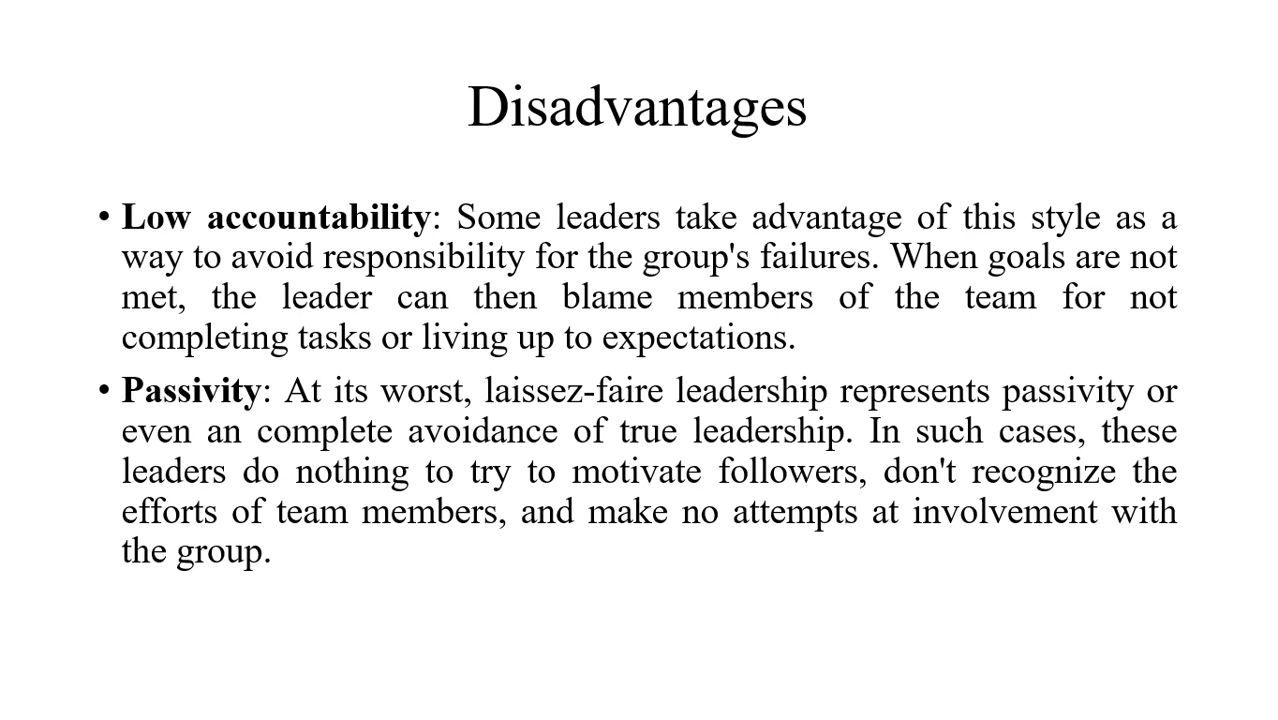 Disadvantages
• Low accountability: Some leaders take advantage of this style as a
way to avoid responsibility for the group's failures. When goals are not
met, the leader can then blame members of the team for not
completing tasks or living up to expectations.
• Passivity: At its worst, laissez-faire leadership represents passivity or
even an complete avoidance of true leadership. In such cases, these
leaders do nothing to try to motivate followers, don't recognize the
efforts of team members, and make no attempts at involvement with
the group.